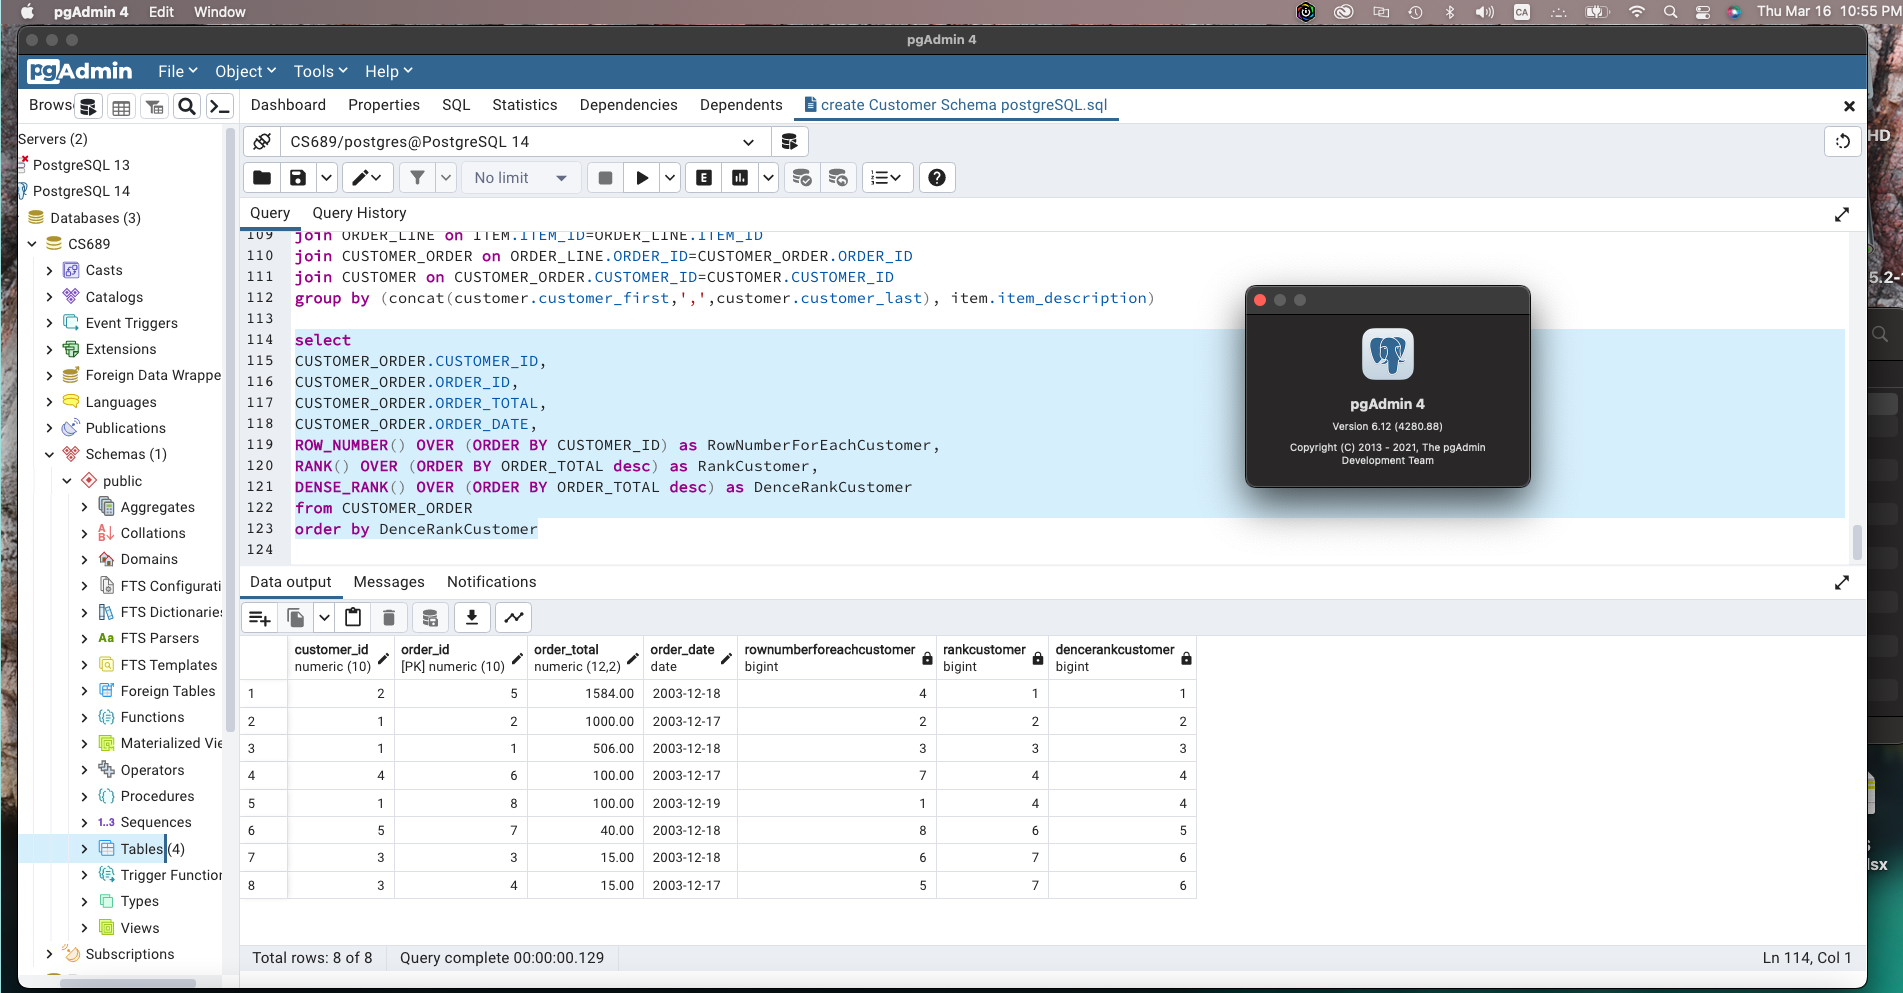 pgAdmin 4 Edit Window
CA
Thu Mar 16 10:55 PM
pgAdmin 4
pgAdmin File Object Tools Help
Brows
Dashboard Properties SQL Statistics Dependencies Dependents create Customer Schema postgreSQL.sql
CS689/postgres@PostgreSQL 14
No limit
E
Query Query History
Servers (2)
PostgreSQL 13
PostgreSQL 14
Databases (3)
CS689
Casts
Catalogs
Event Triggers
Extensions
Foreign Data Wrappe
Languages
Publications
Schemas (1)
public
Aggregates
Collations
Domains
FTS Configurati
FTS Dictionaries
Aa FTS Parsers
FTS Templates
Foreign Tables
Functions
Materialized Vie
Operators
Procedures
1..3 Sequences
Tables (4)
Trigger Function
Types
Views
Subscriptions
109 join ORDER_LINE on ITEM.ITEM_ID=ORDER_LINE.ITEM_ID
110 join CUSTOMER_ORDER on ORDER_LINE.ORDER_ID=CUSTOMER_ORDER.ORDER_ID
111 join CUSTOMER on CUSTOMER_ORDER.CUSTOMER_ID=CUSTOMER.CUSTOMER_ID
112 group by (concat(customer.customer_first,',',customer.customer_last), item.item_description)
113
114 select
115 CUSTOMER_ORDER.CUSTOMER_ID,
116 CUSTOMER_ORDER.ORDER_ID,
117 CUSTOMER_ORDER.ORDER_TOTAL,
118 CUSTOMER_ORDER.ORDER_DATE,
119 ROW_NUMBER() OVER (ORDER BY CUSTOMER_ID) as RowNumberForEachCustomer,
120 RANK() OVER (ORDER BY ORDER_TOTAL desc) as RankCustomer,
121 DENSE_RANK() OVER (ORDER BY ORDER_TOTAL desc) as DenceRankCustomer
122 from CUSTOMER_ORDER
123 order by DenceRankCustomer
124
pgAdmin 4
Version 6.12 (4280.88)
Copyright (C) 2013 - 2021, The pgAdmin
Development Team
Data output Messages Notifications
customer_id order_id order_total order_date rownumberforeachcustomer rankcustomer dencerankcustomer
numeric (10) [PK] numeric (10) numeric (12,2) date bigint bigint bigint
1 2 5 1584.00 2003-12-18 4 1 1
2 1 2 1000.00 2003-12-17 2 2 2
3 1 1 506.00 2003-12-18 3 3 3
4 4 6 100.00 2003-12-17 7 4 4
5 1 8 100.00 2003-12-19 1 4 4
6 5 7 40.00 2003-12-18 8 6 5
7 3 3 15.00 2003-12-18 6 7 6
8 3 4 15.00 2003-12-17 5 7 6
Total rows: 8 of 8 Query complete 00:00:00.129 Ln 114, Col 1
HD
5.2-
lsx